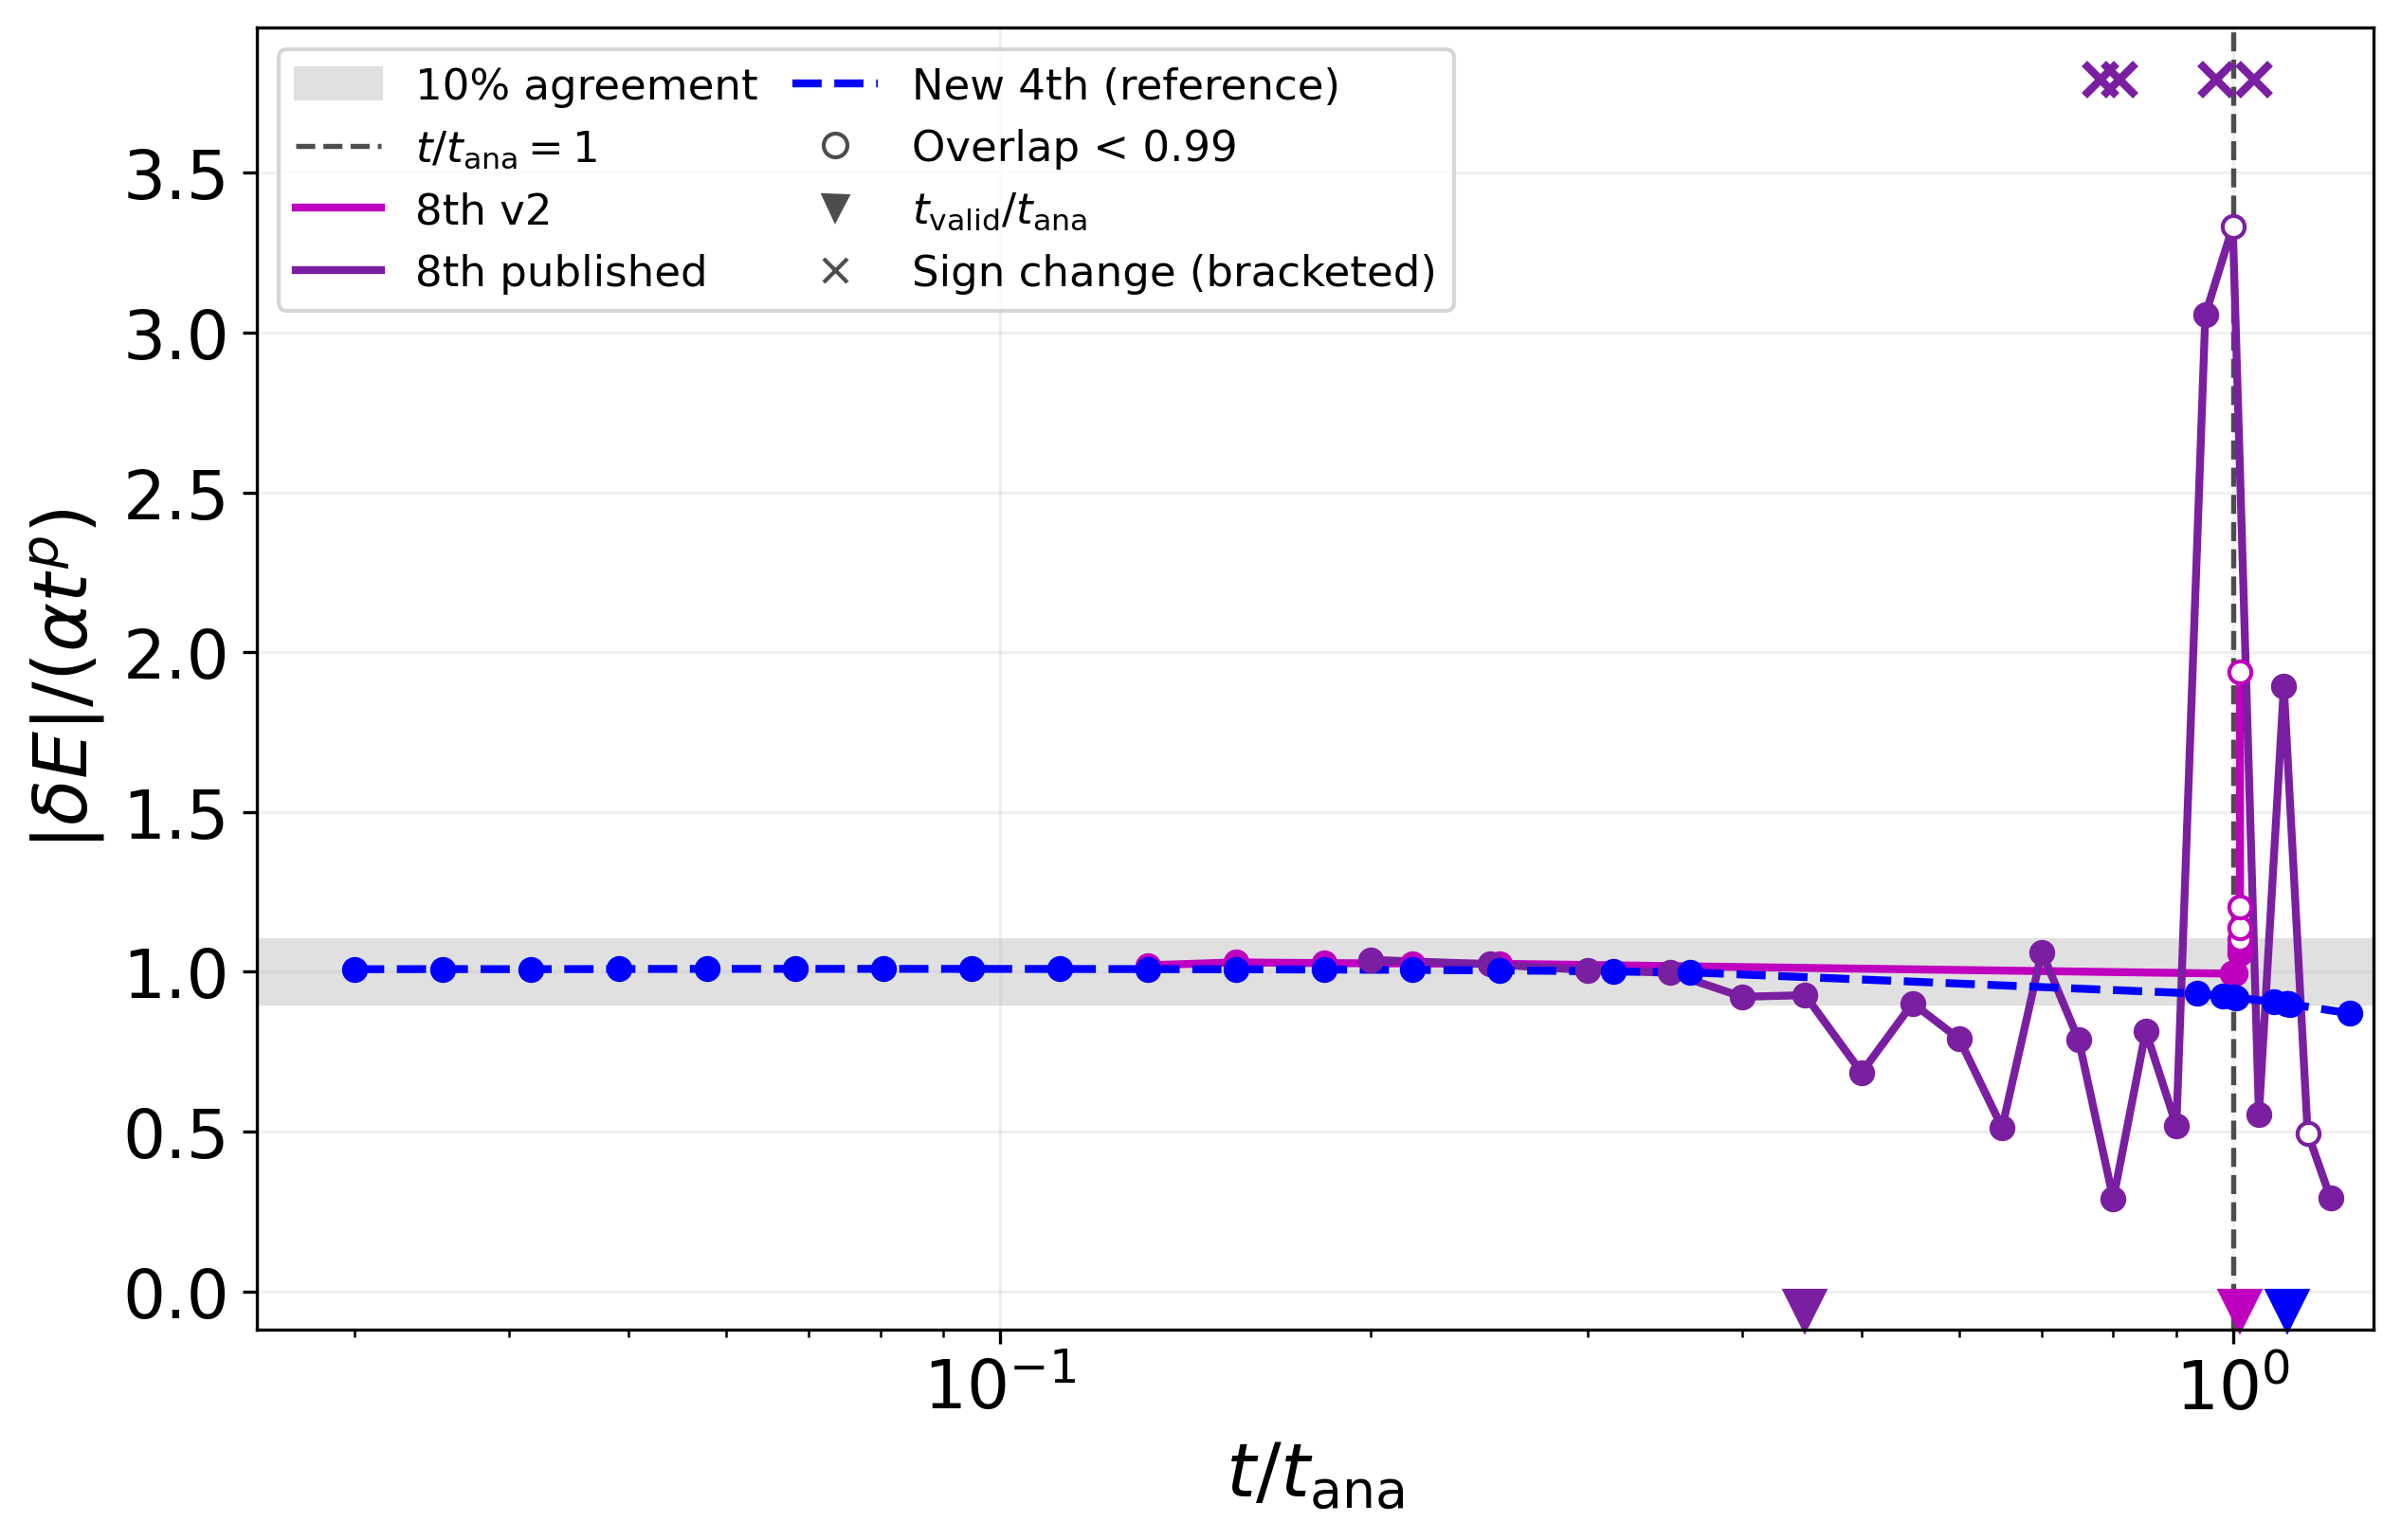 10% agreement
t/t_ana = 1
8th v2
8th published
New 4th (reference)
Overlap < 0.99
t_valid/t_ana
Sign change (bracketed)
|δE|/(αt^p)
3.5
3.0
2.5
2.0
1.5
1.0
0.5
0.0
10⁻¹
10⁰
t/t_ana